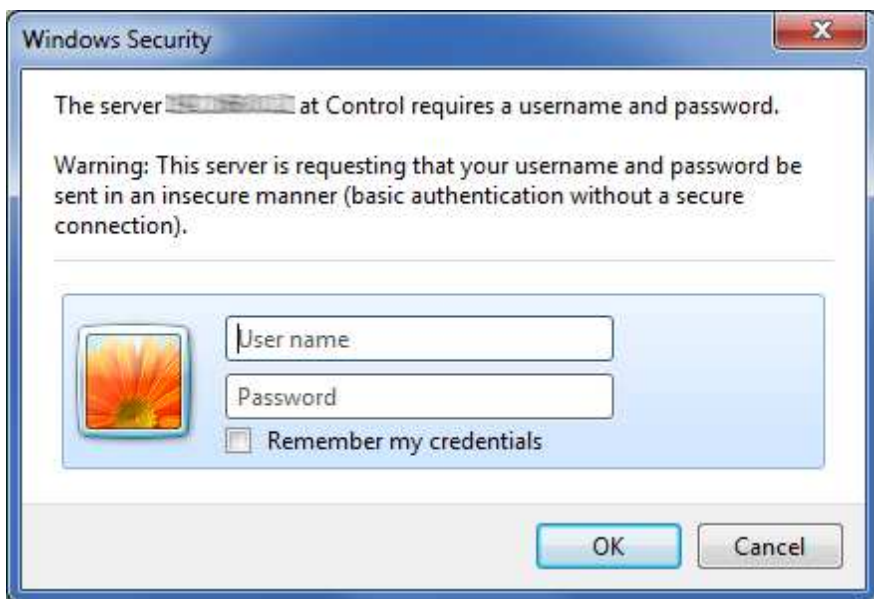 Windows Security
The server at Control requires a username and password.
Warning: This server is requesting that your username and password be
sent in an insecure manner (basic authentication without a secure
connection).
User name
Password
Remember my credentials
OK
Cancel